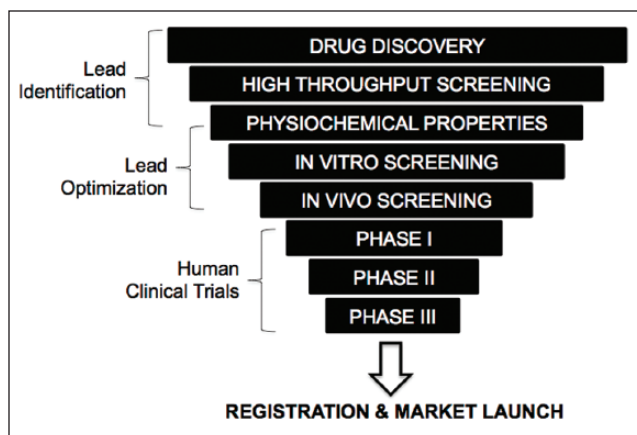 DRUG DISCOVERY
Lead
Identification
HIGH THROUGHPUT SCREENING
PHYSIOCHEMICAL PROPERTIES
Lead
Optimization
IN VITRO SCREENING
IN VIVO SCREENING
PHASE I
Human
Clinical Trials
PHASE II
PHASE III
REGISTRATION & MARKET LAUNCH